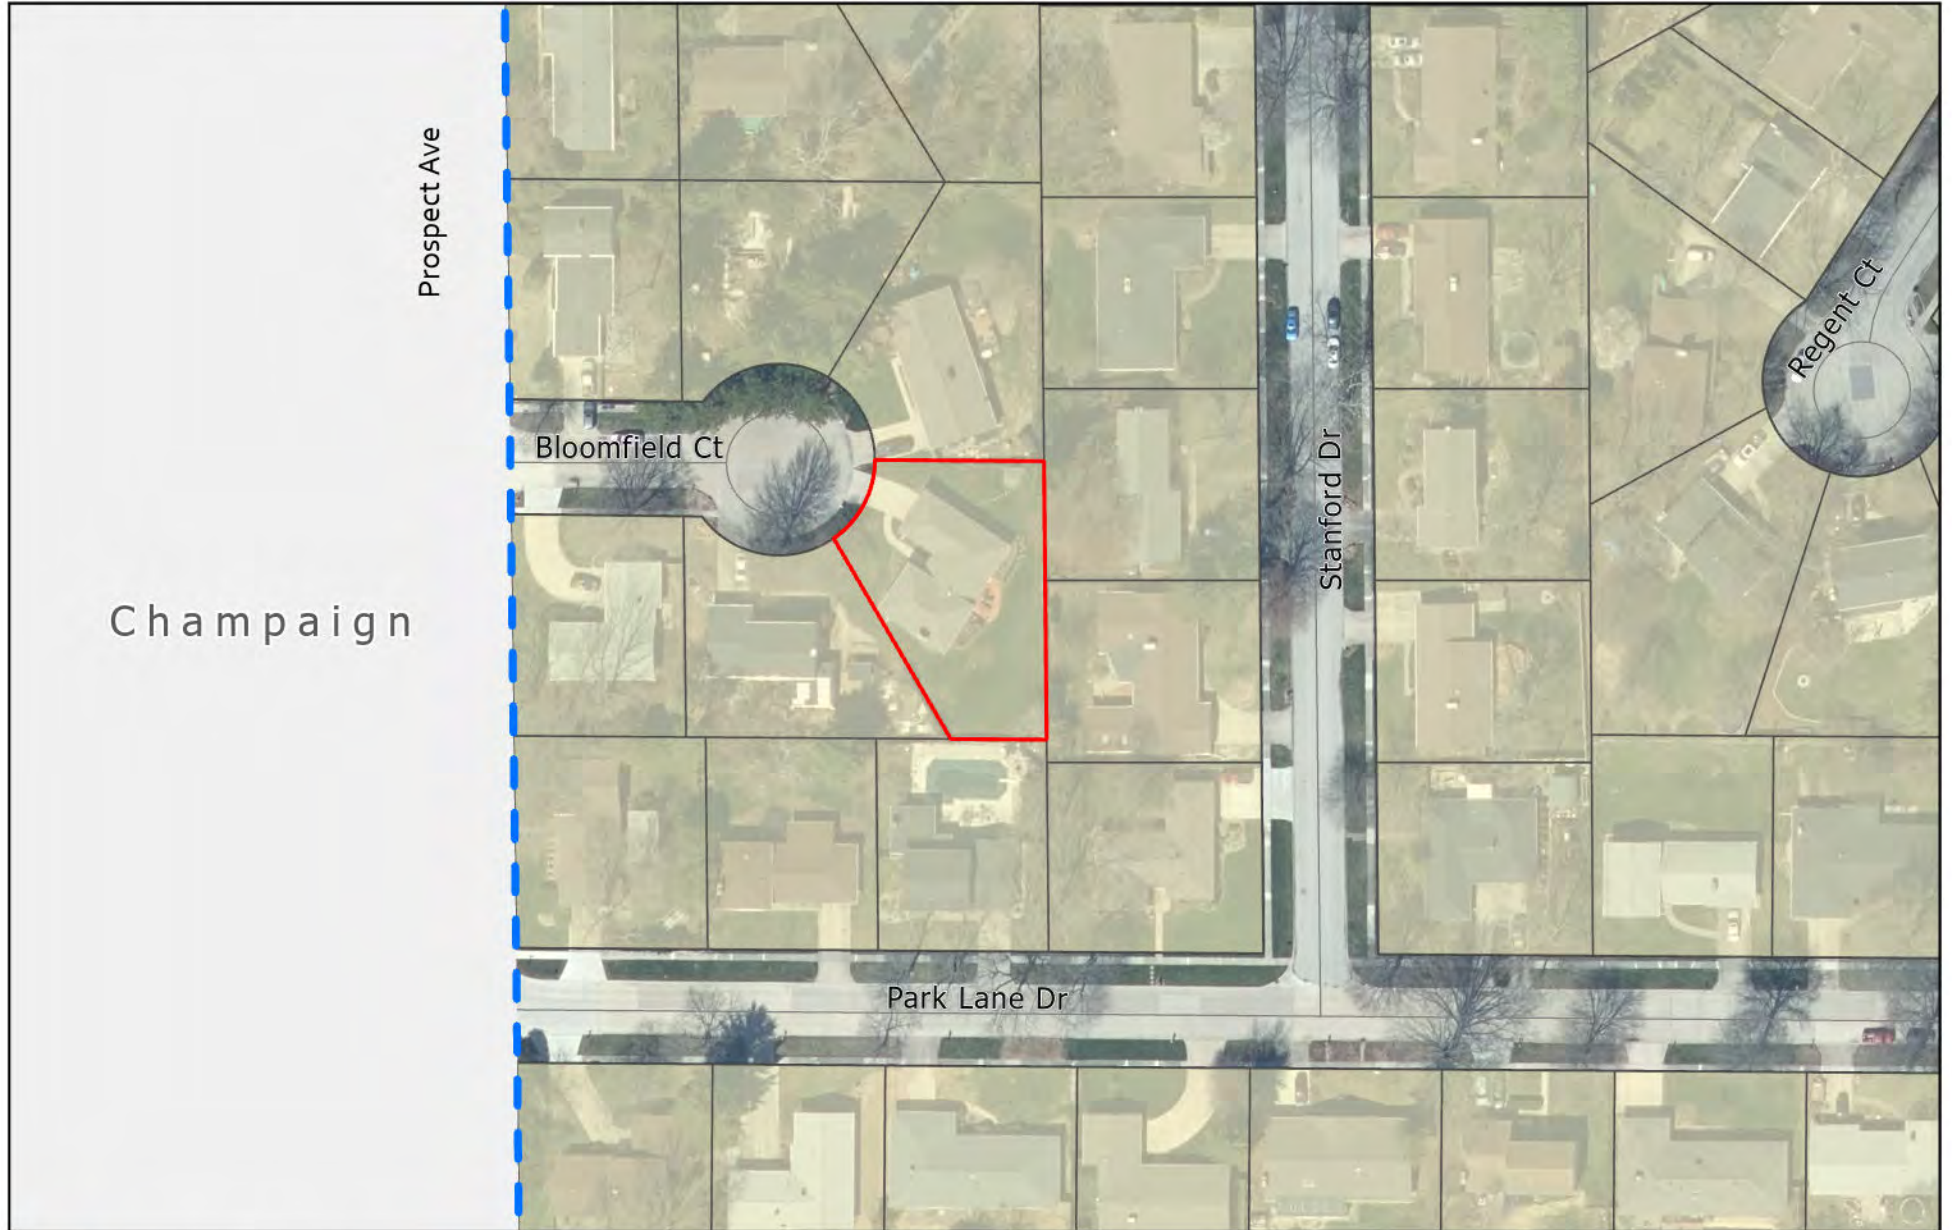 Prospect Ave
Regent Ct
Bloomfield Ct
Stanford Dr
Champaign
Park Lane Dr